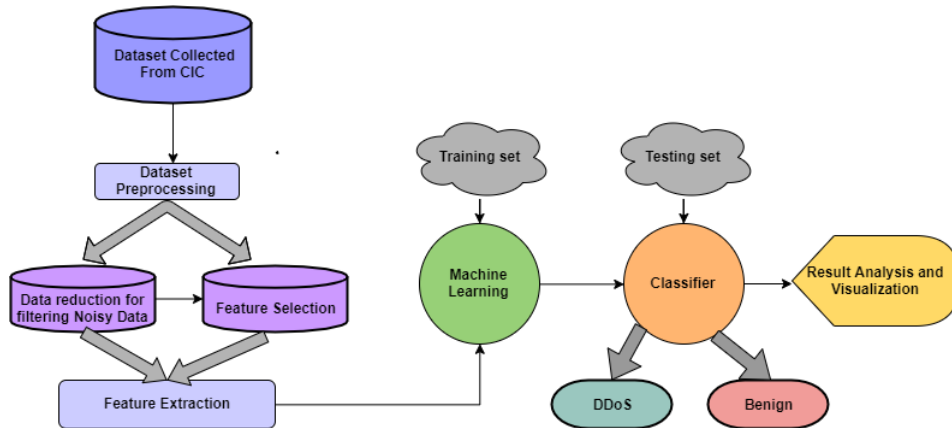 Dataset Collected
From CIC
Dataset
Preprocessing
Data reduction for
filtering Noisy Data
Feature Selection
Feature Extraction
Training set
Machine
Learning
Testing set
Classifier
Result Analysis and
Visualization
DDoS
Benign